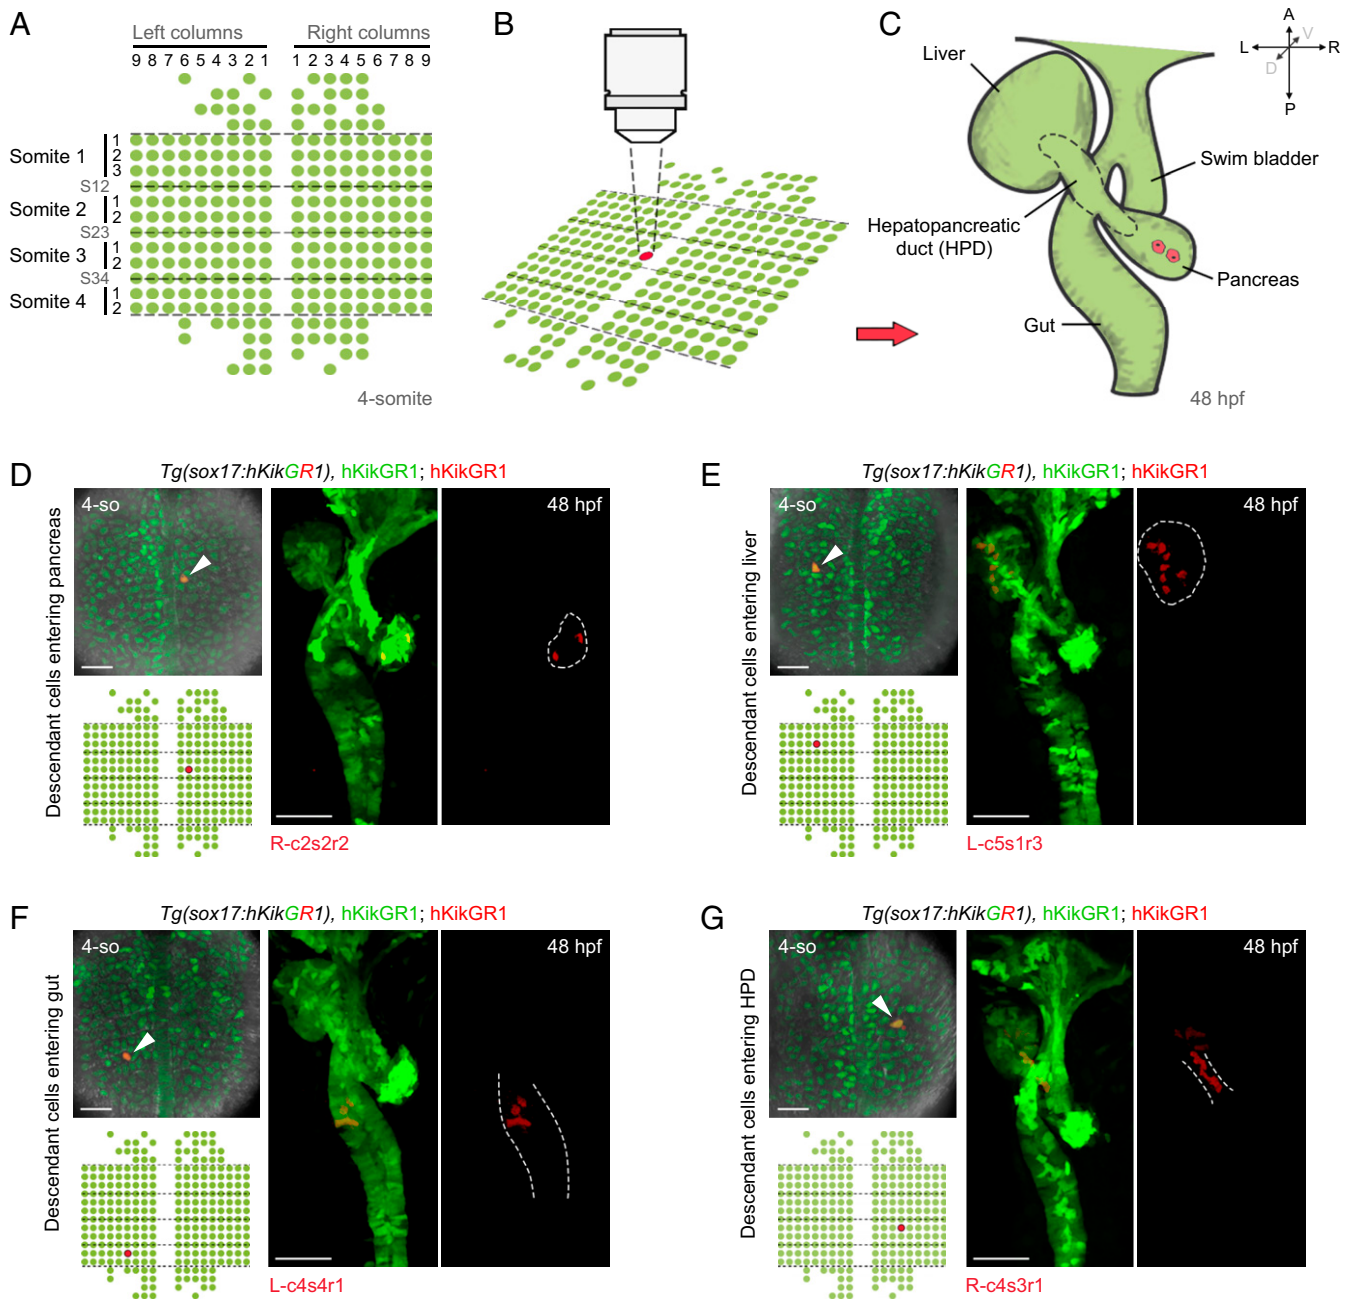 A
Left columns
Right columns
9 8 7 6 5 4 3 2 1
1 2 3 4 5 6 7 8 9
Somite 1
1
2
3
S12
Somite 2
1
2
S23
Somite 3
1
2
S34
Somite 4
1
2
4-somite
B
C
Liver
Swim bladder
Hepatopancreatic
duct (HPD)
Pancreas
Gut
48 hpf
A
V
L
R
D
P
D
Tg(sox17:hKikGR1), hKikGR1; hKikGR1
Descendant cells entering pancreas
4-so
48 hpf
R-c2s2r2
E
Tg(sox17:hKikGR1), hKikGR1; hKikGR1
Descendant cells entering liver
4-so
48 hpf
L-c5s1r3
F
Tg(sox17:hKikGR1), hKikGR1; hKikGR1
Descendant cells entering gut
4-so
48 hpf
L-c4s4r1
G
Tg(sox17:hKikGR1), hKikGR1; hKikGR1
Descendant cells entering HPD
4-so
48 hpf
R-c4s3r1